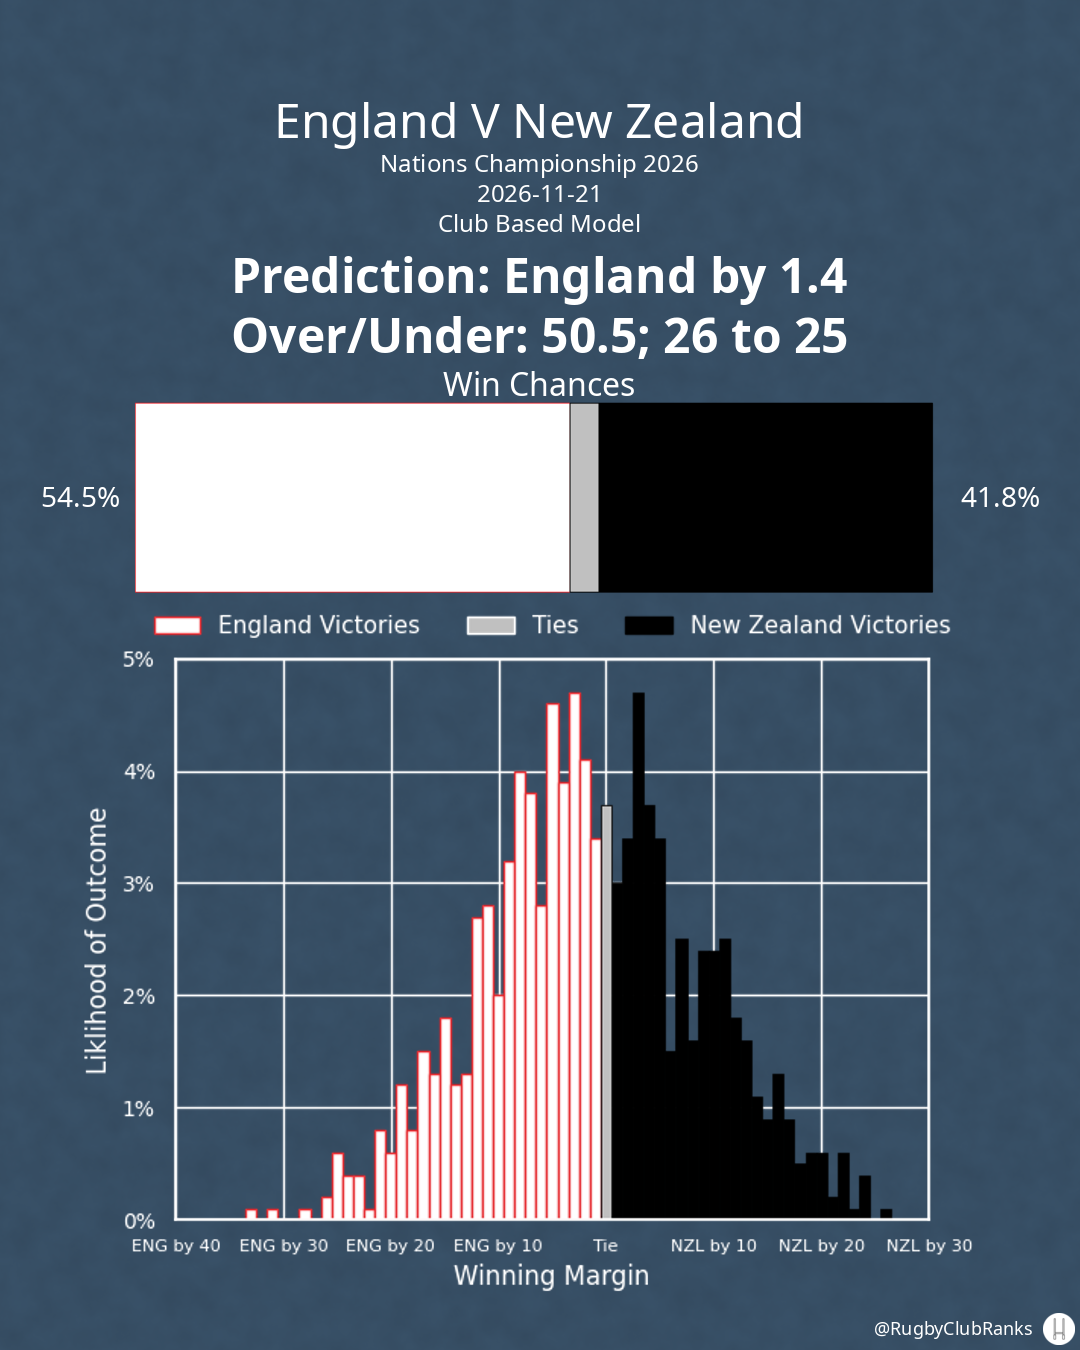 England V New Zealand
Nations Championship 2026
2026-11-21
Club Based Model
Prediction: England by 1.4
Over/Under: 50.5; 26 to 25
Win Chances
54.5%
41.8%
England Victories
Ties
New Zealand Victories
5%
4%
3%
2%
1%
0%
Liklihood of Outcome
ENG by 40
ENG by 30
ENG by 20
ENG by 10
Tie
NZL by 10
NZL by 20
NZL by 30
Winning Margin
@RugbyClubRanks